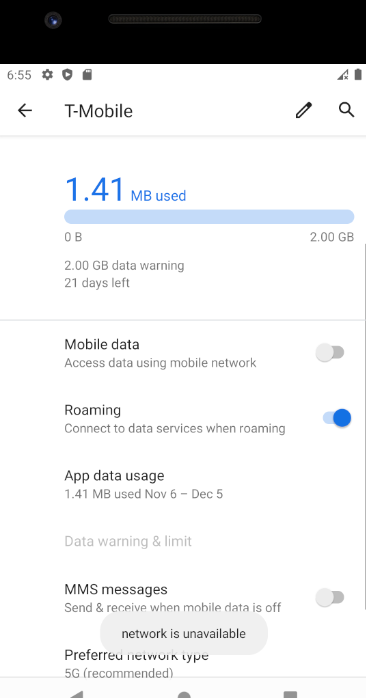 6:55
T-Mobile
1.41 MB used
0 B 2.00 GB
2.00 GB data warning
21 days left
Mobile data
Access data using mobile network
Roaming
Connect to data services when roaming
App data usage
1.41 MB used Nov 6 – Dec 5
Data warning & limit
MMS messages
Send & receive when mobile data is off
network is unavailable
Preferred network type
5G (recommended)